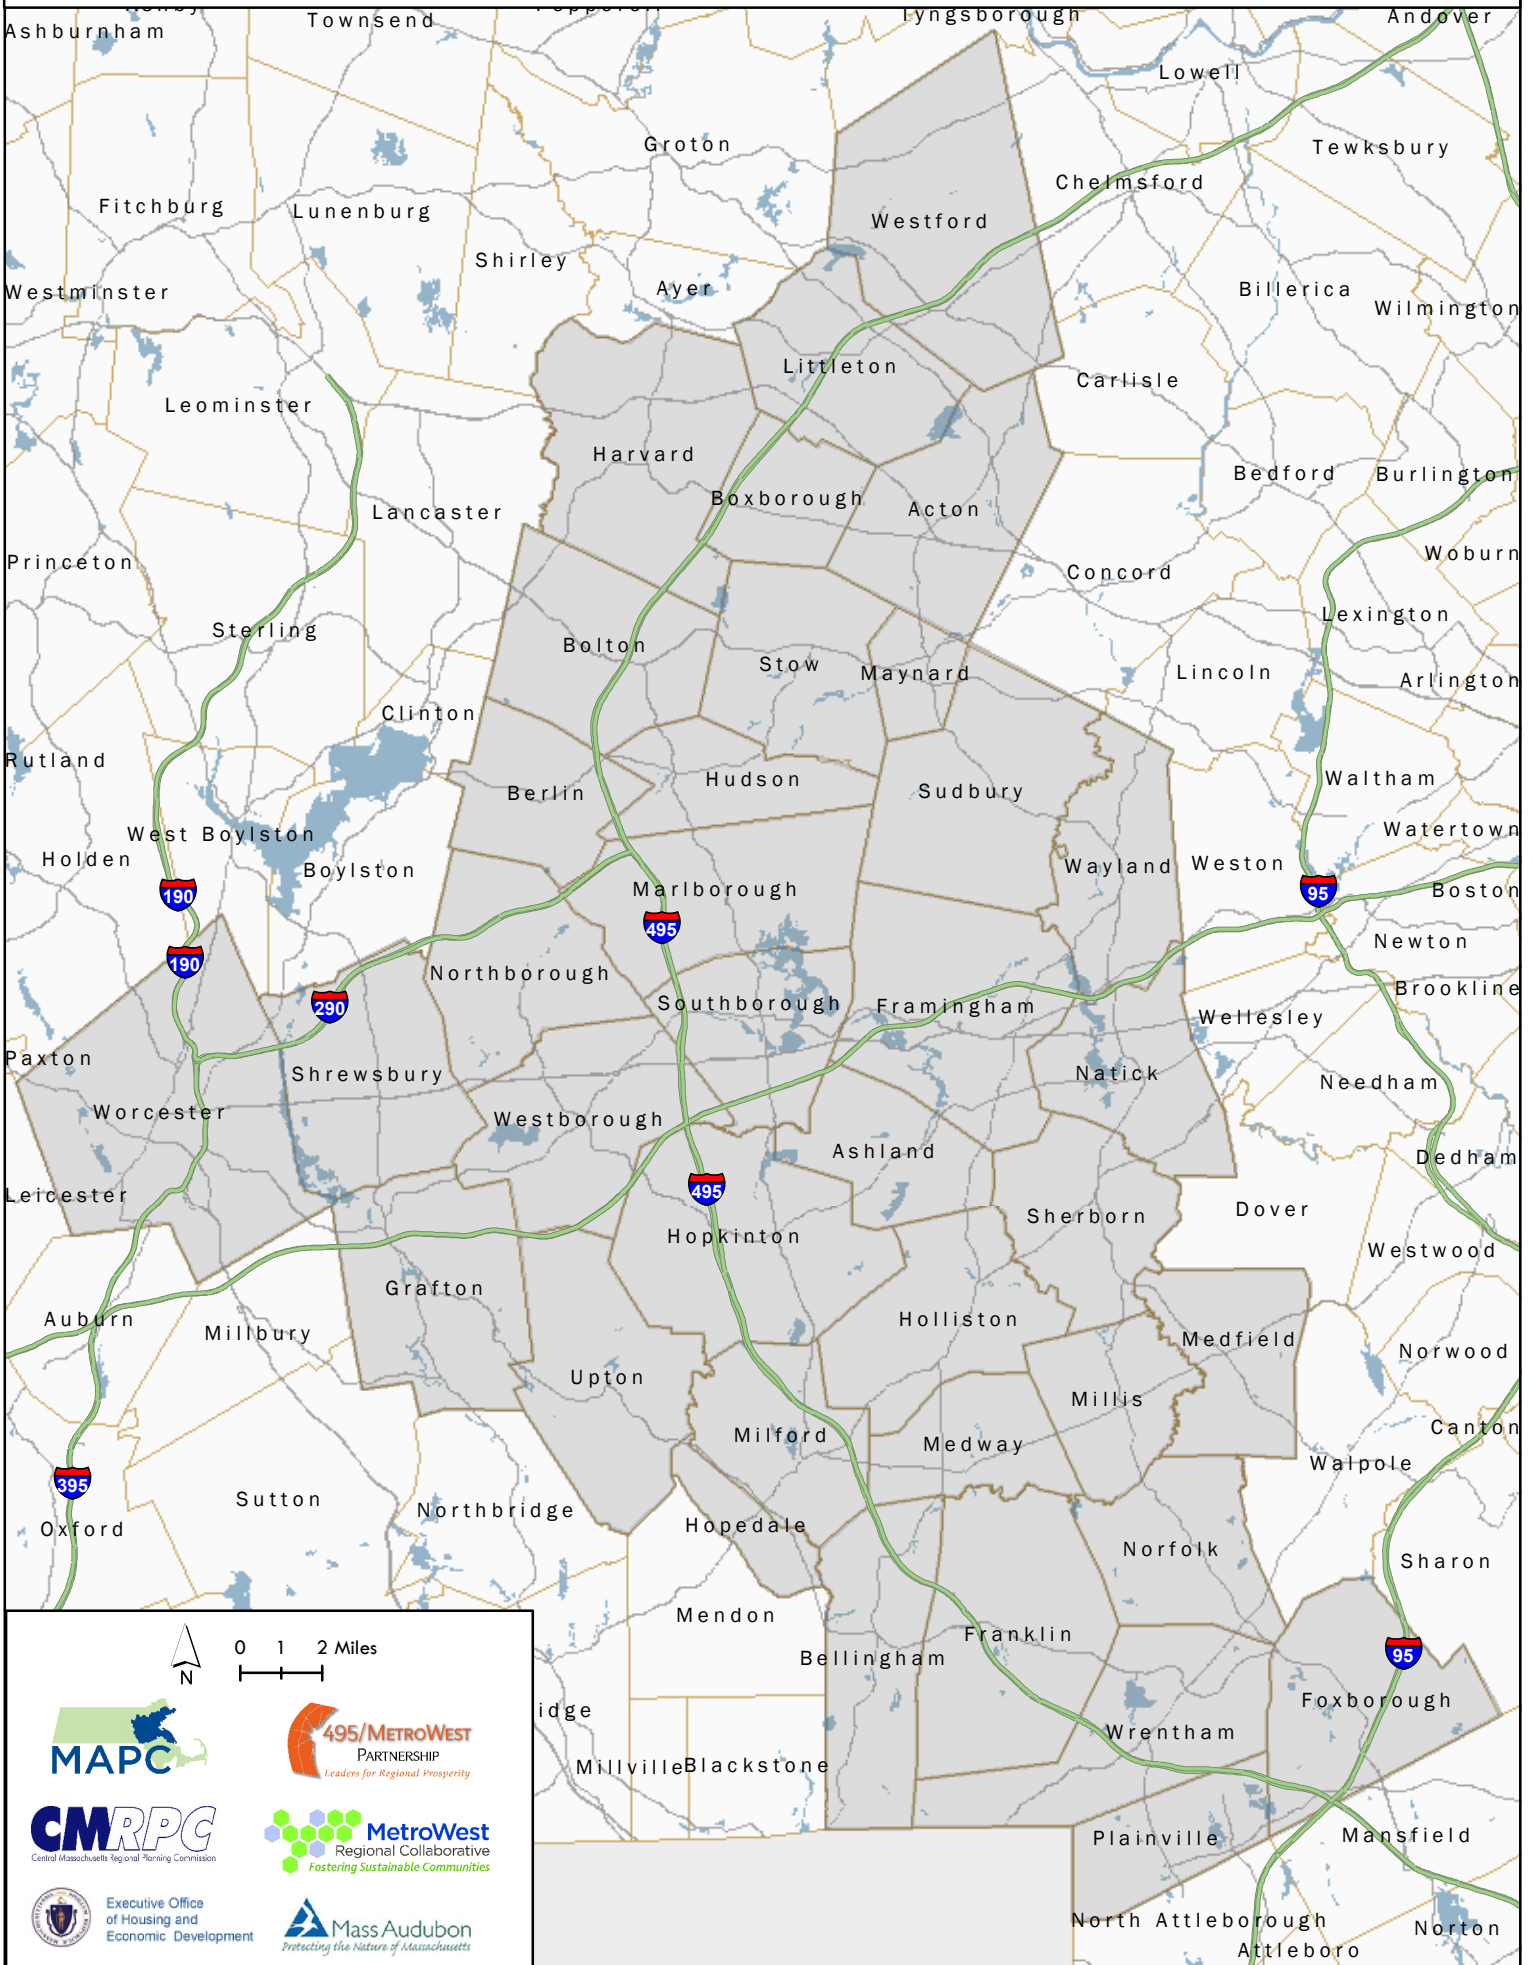 Townsend
Tyngsborough
Andover
Ashburnham
Lowell
Groton
Tewksbury
Chelmsford
Fitchburg
Lunenburg
Westford
Shirley
Ayer
Westminster
Billerica
Wilmington
Littleton
Carlisle
Leominster
Harvard
Bedford
Burlington
Boxborough
Acton
Lancaster
Woburn
Princeton
Concord
Lexington
Sterling
Bolton
Stow
Maynard
Lincoln
Arlington
Clinton
Rutland
Hudson
Waltham
Berlin
Sudbury
Watertown
West Boylston
Holden
Boylston
Wayland
Weston
Marlborough
Boston
190
95
495
Newton
190
Northborough
Brookline
290
Southborough
Framingham
Wellesley
Paxton
Shrewsbury
Natick
Needham
Worcester
Westborough
Ashland
Dedham
Leicester
495
Sherborn
Dover
Hopkinton
Westwood
Grafton
Auburn
Millbury
Holliston
Medfield
Norwood
Upton
Millis
Canton
Milford
Medway
Walpole
395
Sutton
Northbridge
Oxford
Hopedale
Norfolk
Sharon
Mendon
Franklin
Bellingham
95
idge
Foxborough
Wrentham
Millville
Blackstone
Plainville
Mansfield
North Attleborough
Norton
Attleboro
0 1 2 Miles
N
MAPC
495/METROWEST
PARTNERSHIP
Leaders for Regional Prosperity
CMRPC
Central Massachusetts Regional Planning Commission
MetroWest
Regional Collaborative
Fostering Sustainable Communities
Executive Office
of Housing and
Economic Development
Mass Audubon
Protecting the Nature of Massachusetts